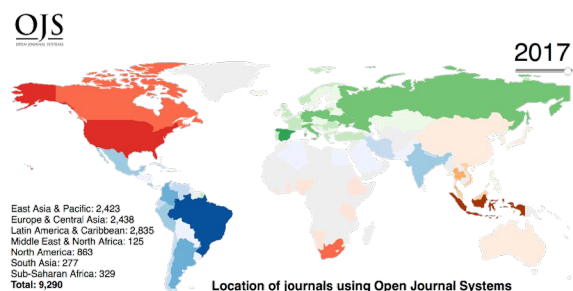 OJS
OPEN JOURNAL SYSTEMS
2017
East Asia & Pacific: 2,423
Europe & Central Asia: 2,438
Latin America & Caribbean: 2,835
Middle East & North Africa: 125
North America: 863
South Asia: 277
Sub-Saharan Africa: 329
Total: 9,290
Location of journals using Open Journal Systems